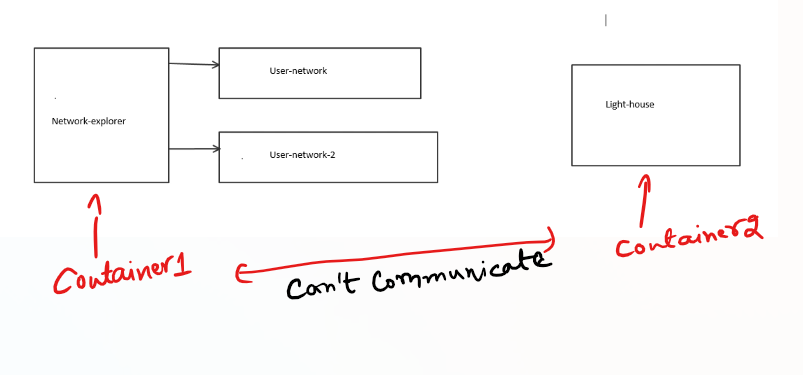 User-network
Light-house
Network-explorer
User-network-2
Container1
Can't Communicate
Container2